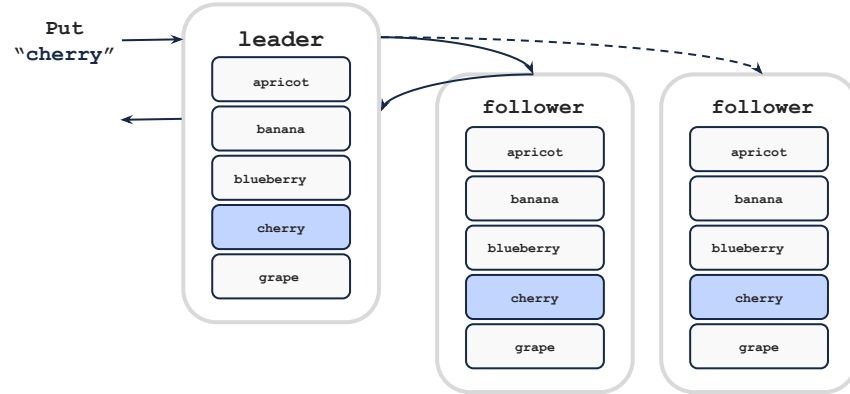 Put
“cherry”
leader
apricot
banana
blueberry
cherry
grape
follower
apricot
banana
blueberry
cherry
grape
follower
apricot
banana
blueberry
cherry
grape